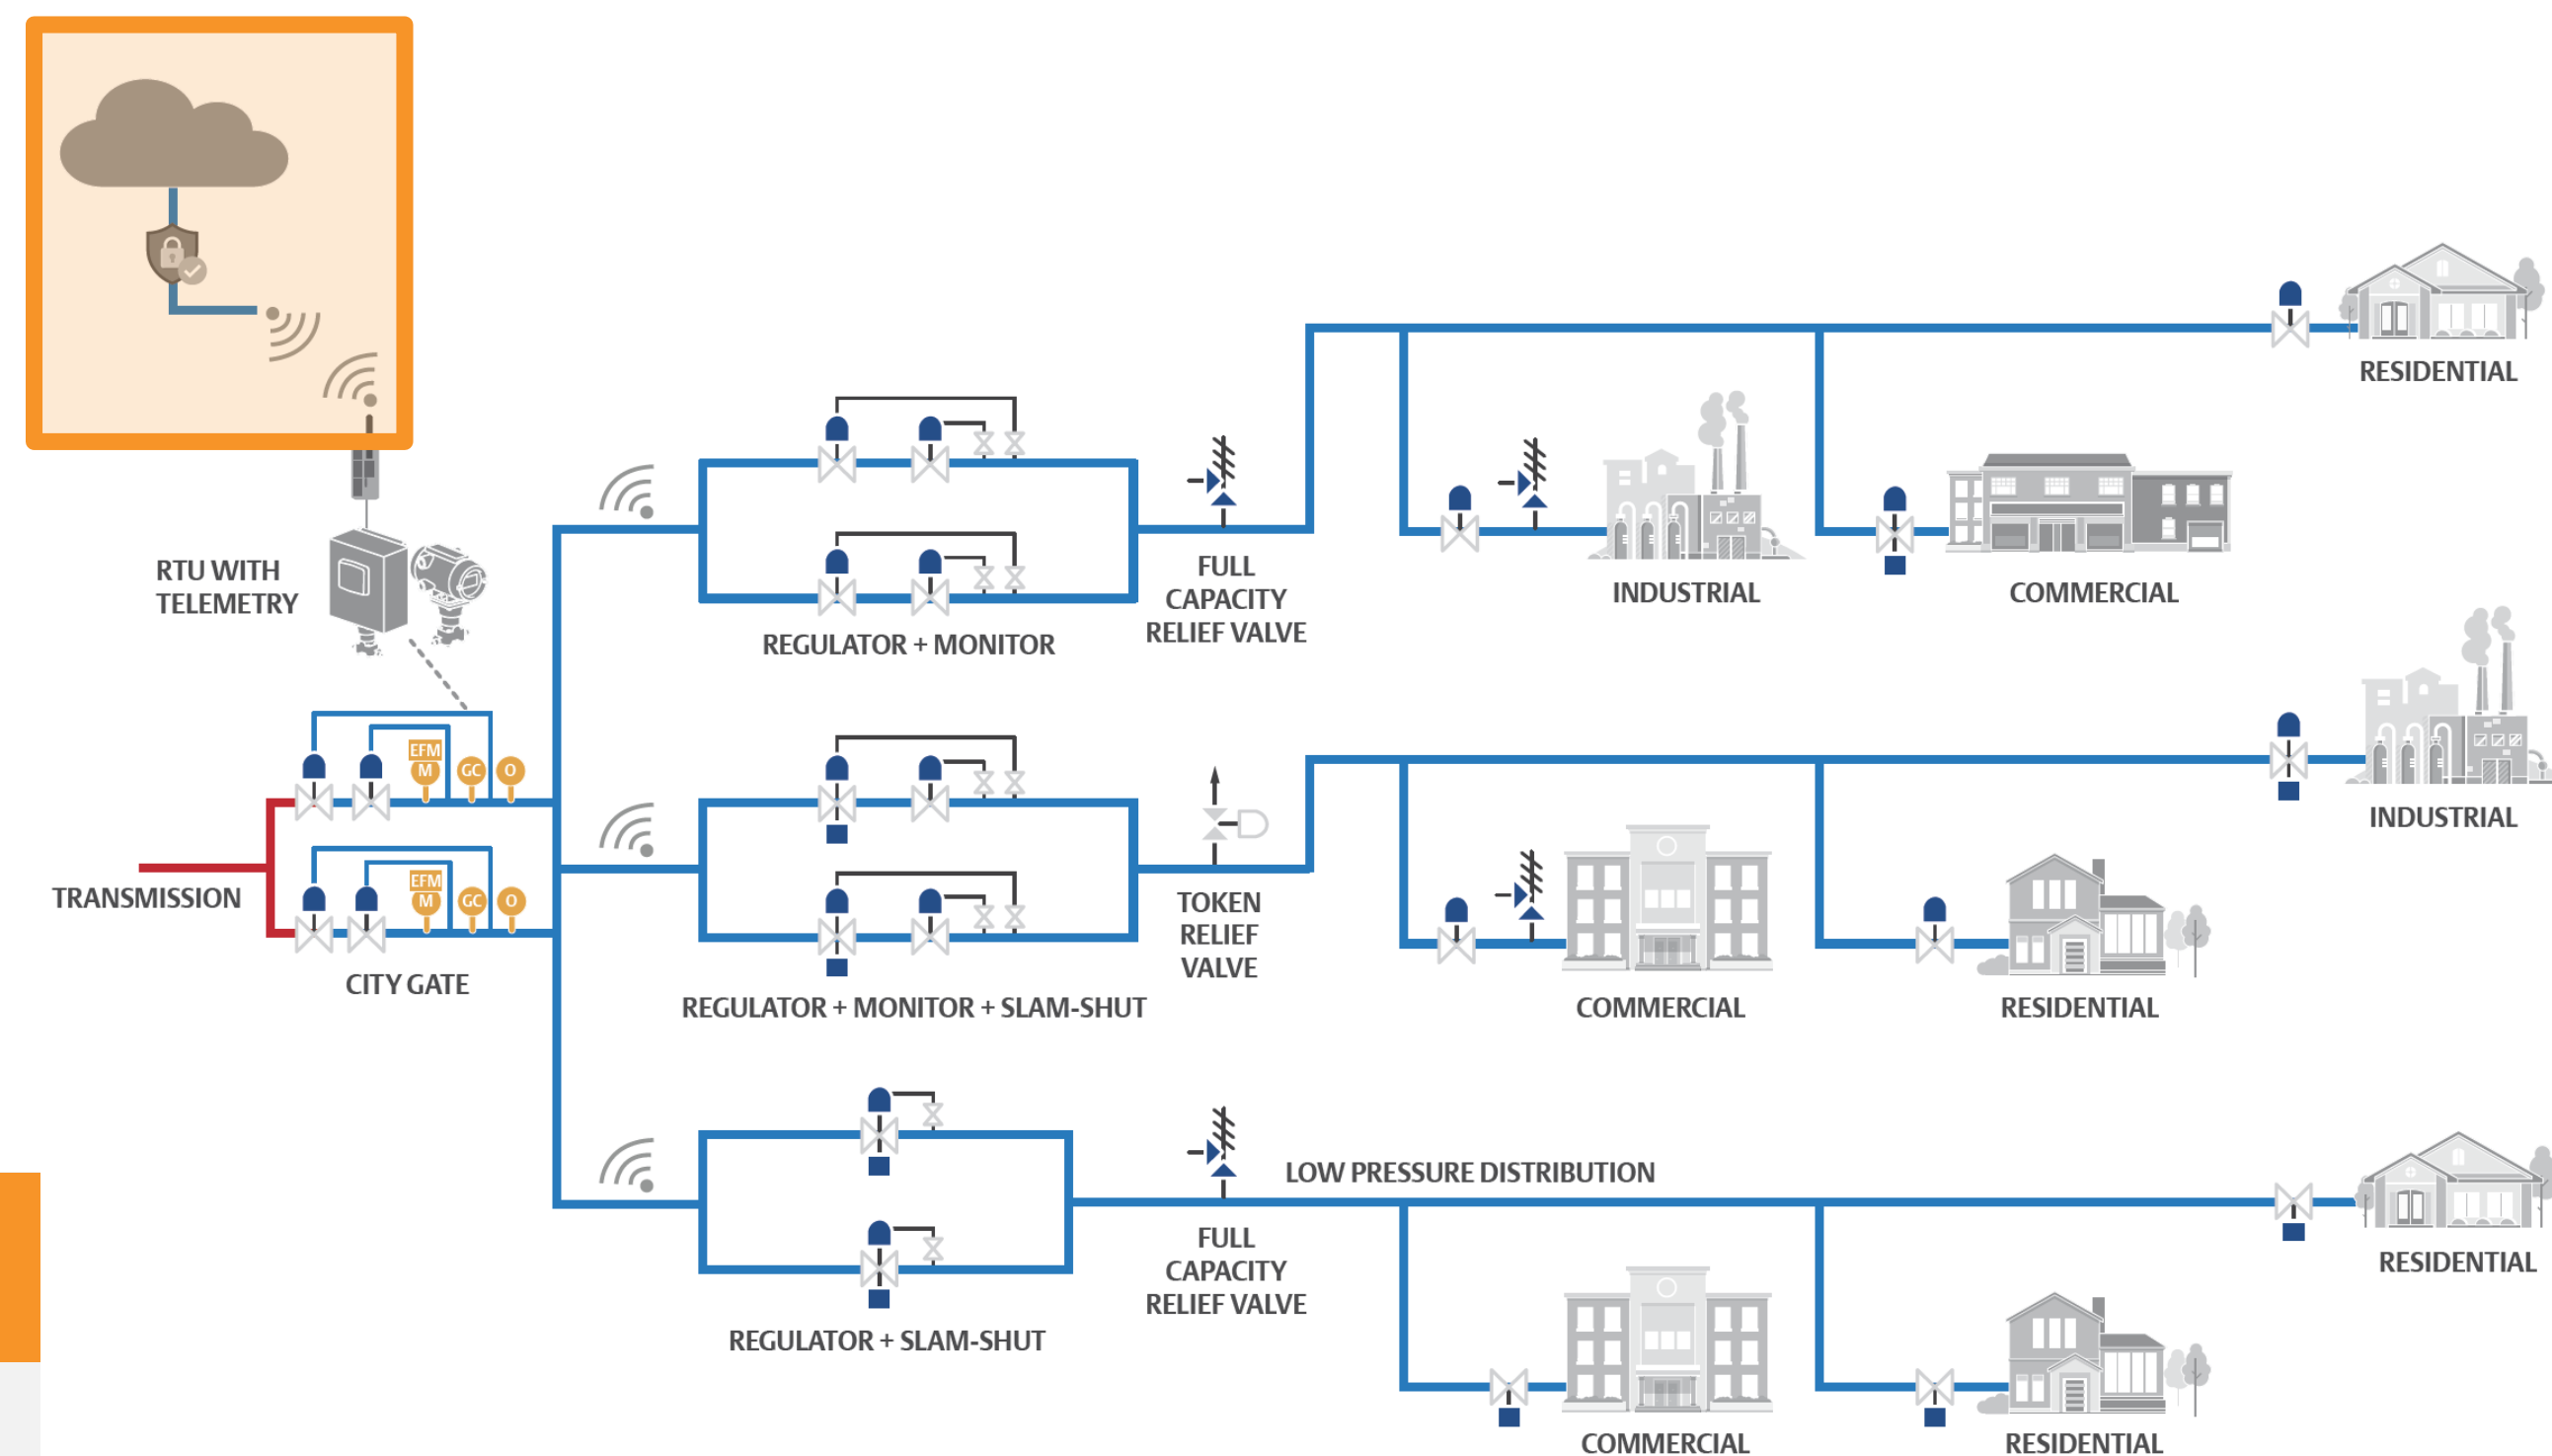 RESIDENTIAL
RTU WITH
TELEMETRY
REGULATOR + MONITOR
FULL
CAPACITY
RELIEF VALVE
INDUSTRIAL
COMMERCIAL
TRANSMISSION
EFM
M
GC
O
EFM
M
GC
O
CITY GATE
REGULATOR + MONITOR + SLAM-SHUT
TOKEN
RELIEF
VALVE
COMMERCIAL
RESIDENTIAL
INDUSTRIAL
REGULATOR + SLAM-SHUT
FULL
CAPACITY
RELIEF VALVE
LOW PRESSURE DISTRIBUTION
COMMERCIAL
RESIDENTIAL
RESIDENTIAL